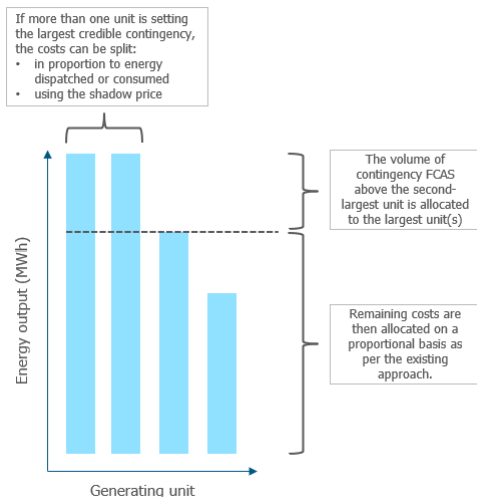 If more than one unit is setting
the largest credible contingency,
the costs can be split:
• in proportion to energy
dispatched or consumed
• using the shadow price
The volume of
contingency FCAS
above the second-
largest unit is allocated
to the largest unit(s)
Remaining costs are
then allocated on a
proportional basis as
per the existing
approach.
Energy output (MWh)
Generating unit